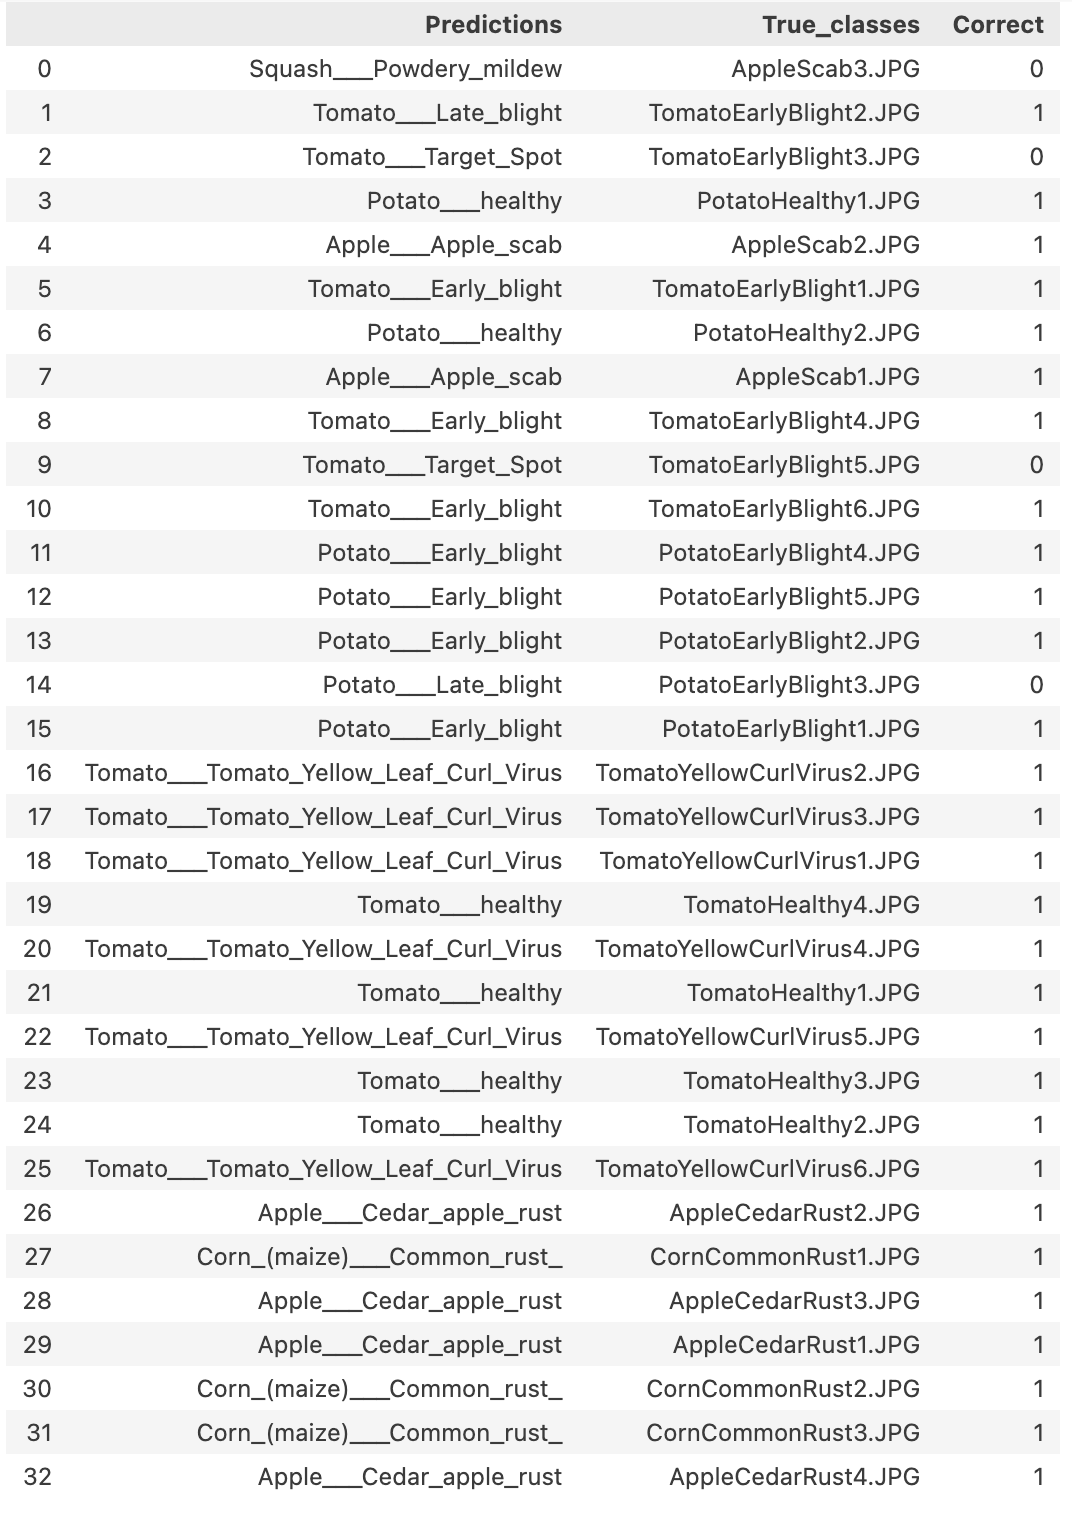 Predictions True_classes Correct
0 Squash___Powdery_mildew AppleScab3.JPG 0
1 Tomato___Late_blight TomatoEarlyBlight2.JPG 1
2 Tomato___Target_Spot TomatoEarlyBlight3.JPG 0
3 Potato___healthy PotatoHealthy1.JPG 1
4 Apple___Apple_scab AppleScab2.JPG 1
5 Tomato___Early_blight TomatoEarlyBlight1.JPG 1
6 Potato___healthy PotatoHealthy2.JPG 1
7 Apple___Apple_scab AppleScab1.JPG 1
8 Tomato___Early_blight TomatoEarlyBlight4.JPG 1
9 Tomato___Target_Spot TomatoEarlyBlight5.JPG 0
10 Tomato___Early_blight TomatoEarlyBlight6.JPG 1
11 Potato___Early_blight PotatoEarlyBlight4.JPG 1
12 Potato___Early_blight PotatoEarlyBlight5.JPG 1
13 Potato___Early_blight PotatoEarlyBlight2.JPG 1
14 Potato___Late_blight PotatoEarlyBlight3.JPG 0
15 Potato___Early_blight PotatoEarlyBlight1.JPG 1
16 Tomato___Tomato_Yellow_Leaf_Curl_Virus TomatoYellowCurlVirus2.JPG 1
17 Tomato___Tomato_Yellow_Leaf_Curl_Virus TomatoYellowCurlVirus3.JPG 1
18 Tomato___Tomato_Yellow_Leaf_Curl_Virus TomatoYellowCurlVirus1.JPG 1
19 Tomato___healthy TomatoHealthy4.JPG 1
20 Tomato___Tomato_Yellow_Leaf_Curl_Virus TomatoYellowCurlVirus4.JPG 1
21 Tomato___healthy TomatoHealthy1.JPG 1
22 Tomato___Tomato_Yellow_Leaf_Curl_Virus TomatoYellowCurlVirus5.JPG 1
23 Tomato___healthy TomatoHealthy3.JPG 1
24 Tomato___healthy TomatoHealthy2.JPG 1
25 Tomato___Tomato_Yellow_Leaf_Curl_Virus TomatoYellowCurlVirus6.JPG 1
26 Apple___Cedar_apple_rust AppleCedarRust2.JPG 1
27 Corn_(maize)___Common_rust_ CornCommonRust1.JPG 1
28 Apple___Cedar_apple_rust AppleCedarRust3.JPG 1
29 Apple___Cedar_apple_rust AppleCedarRust1.JPG 1
30 Corn_(maize)___Common_rust_ CornCommonRust2.JPG 1
31 Corn_(maize)___Common_rust_ CornCommonRust3.JPG 1
32 Apple___Cedar_apple_rust AppleCedarRust4.JPG 1